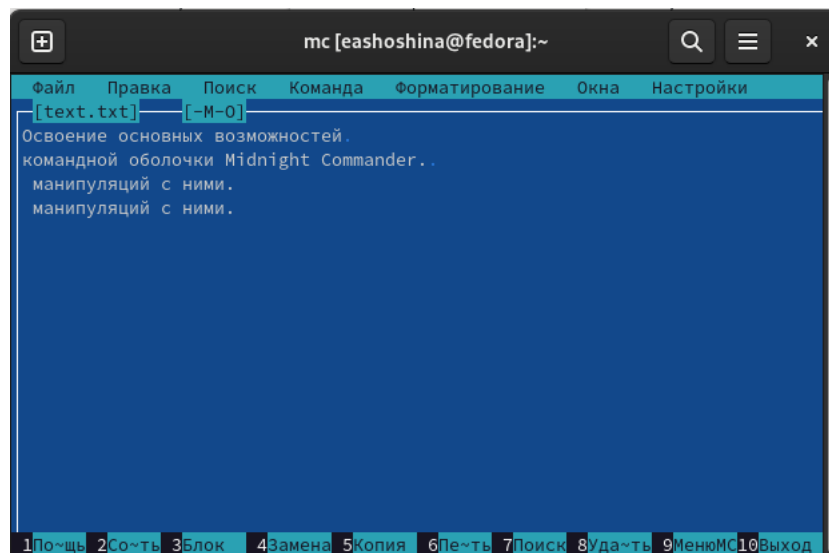 mc [eashoshina@fedora]:~
Файл Правка Поиск Команда Форматирование Окна Настройки
[text.txt] [-M-O]
Освоение основных возможностей.
командной оболочки Midnight Commander..
манипуляций с ними.
манипуляций с ними.
1По~щь 2Со~ть 3Блок 4Замена 5Копия 6Пе~ть 7Поиск 8Уда~ть 9МенюMC 10Выход